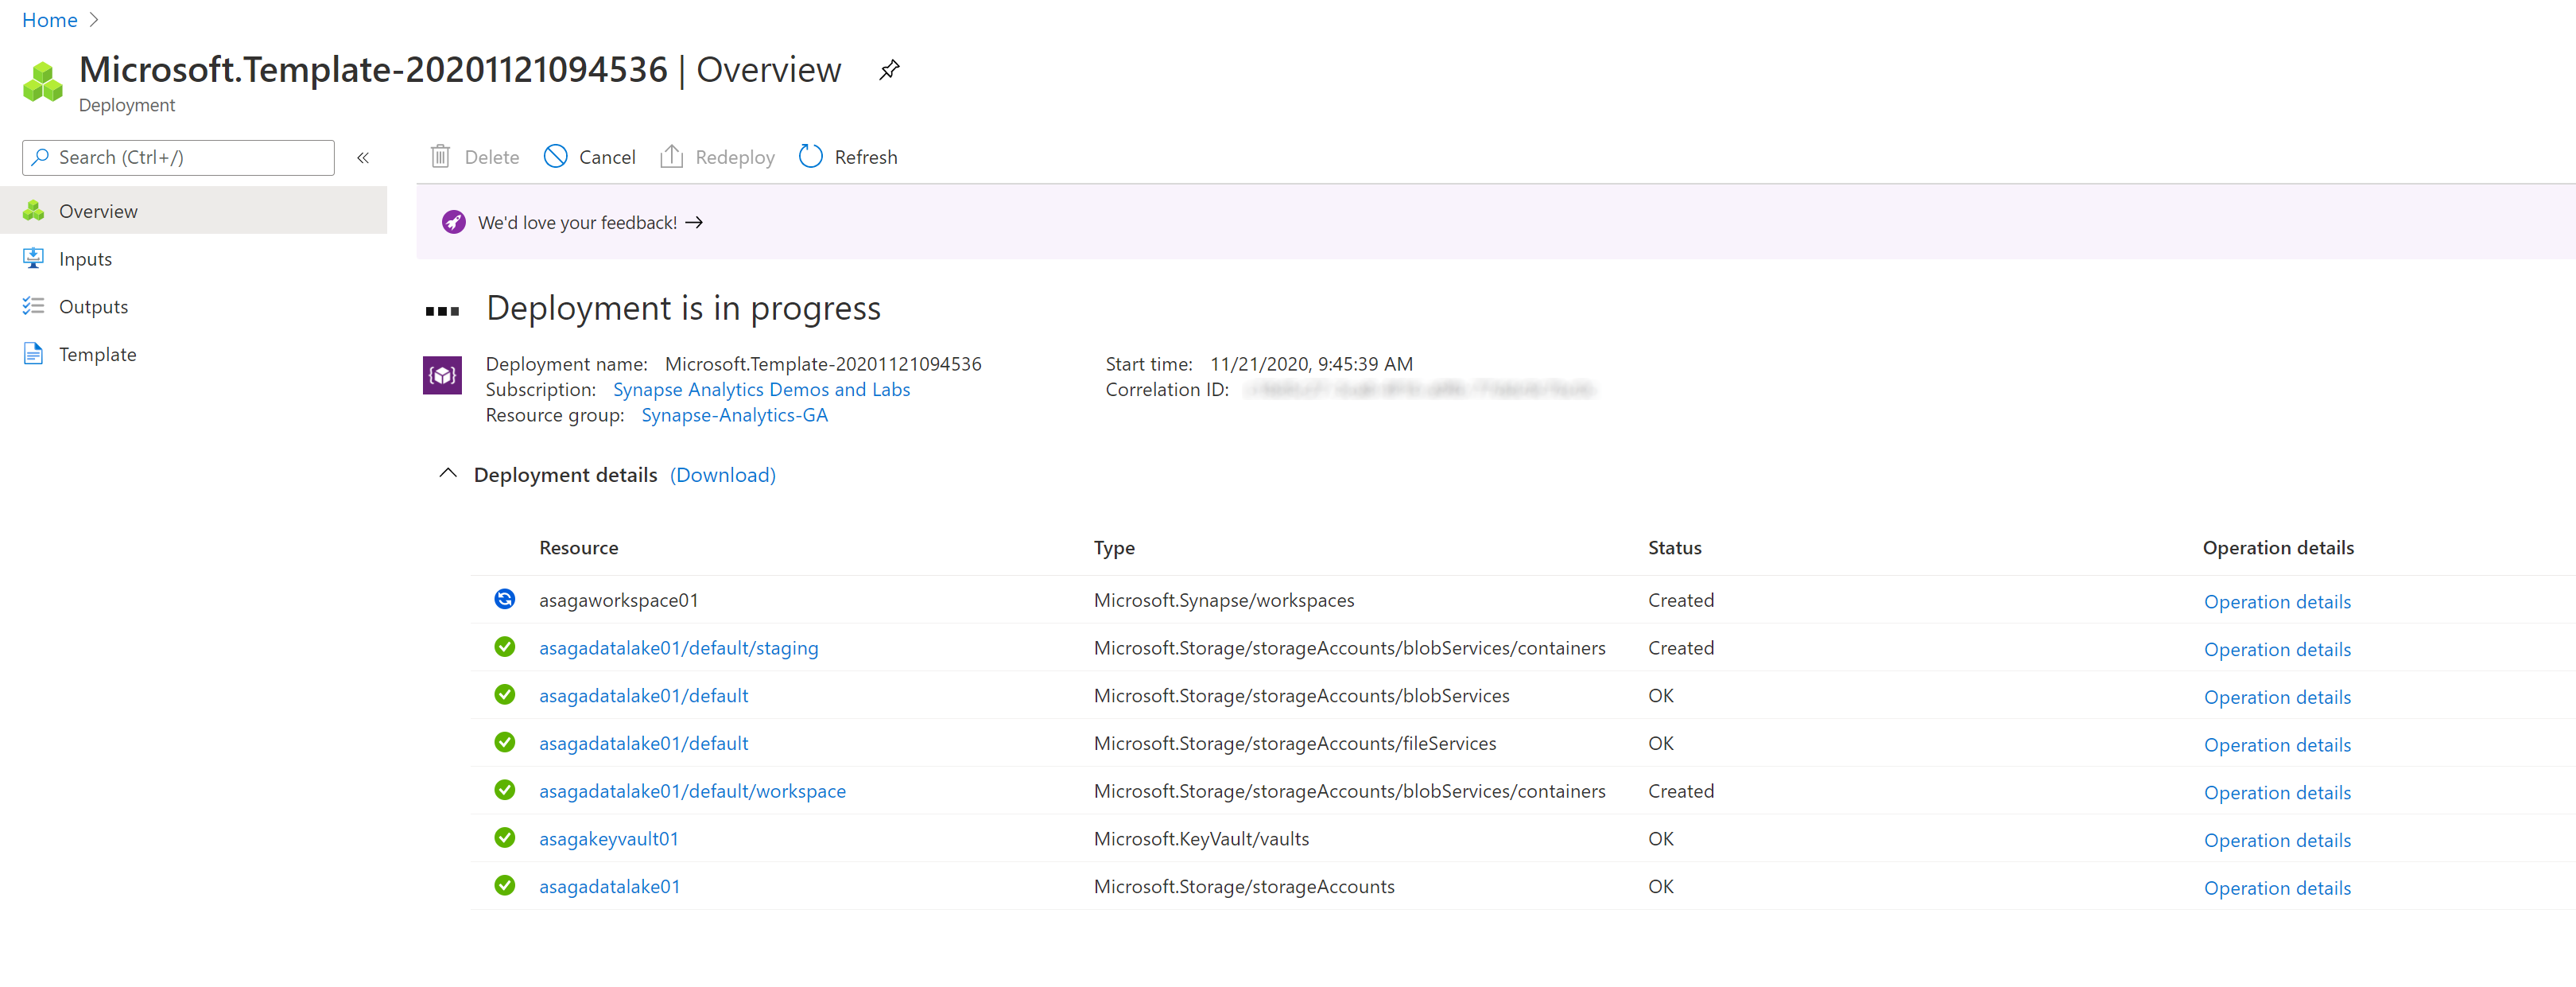 Home
Microsoft.Template-20201121094536 | Overview
Deployment
Search (Ctrl+/)
Delete Cancel Redeploy Refresh
Overview
Inputs
Outputs
Template
We'd love your feedback! →
Deployment is in progress
Deployment name: Microsoft.Template-20201121094536
Subscription: Synapse Analytics Demos and Labs
Resource group: Synapse-Analytics-GA
Start time: 11/21/2020, 9:45:39 AM
Correlation ID:
Deployment details (Download)
Resource Type Status Operation details
asagaworkspace01 Microsoft.Synapse/workspaces Created Operation details
asagadatalake01/default/staging Microsoft.Storage/storageAccounts/blobServices/containers Created Operation details
asagadatalake01/default Microsoft.Storage/storageAccounts/blobServices OK Operation details
asagadatalake01/default Microsoft.Storage/storageAccounts/fileServices OK Operation details
asagadatalake01/default/workspace Microsoft.Storage/storageAccounts/blobServices/containers Created Operation details
asagakeyvault01 Microsoft.KeyVault/vaults OK Operation details
asagadatalake01 Microsoft.Storage/storageAccounts OK Operation details